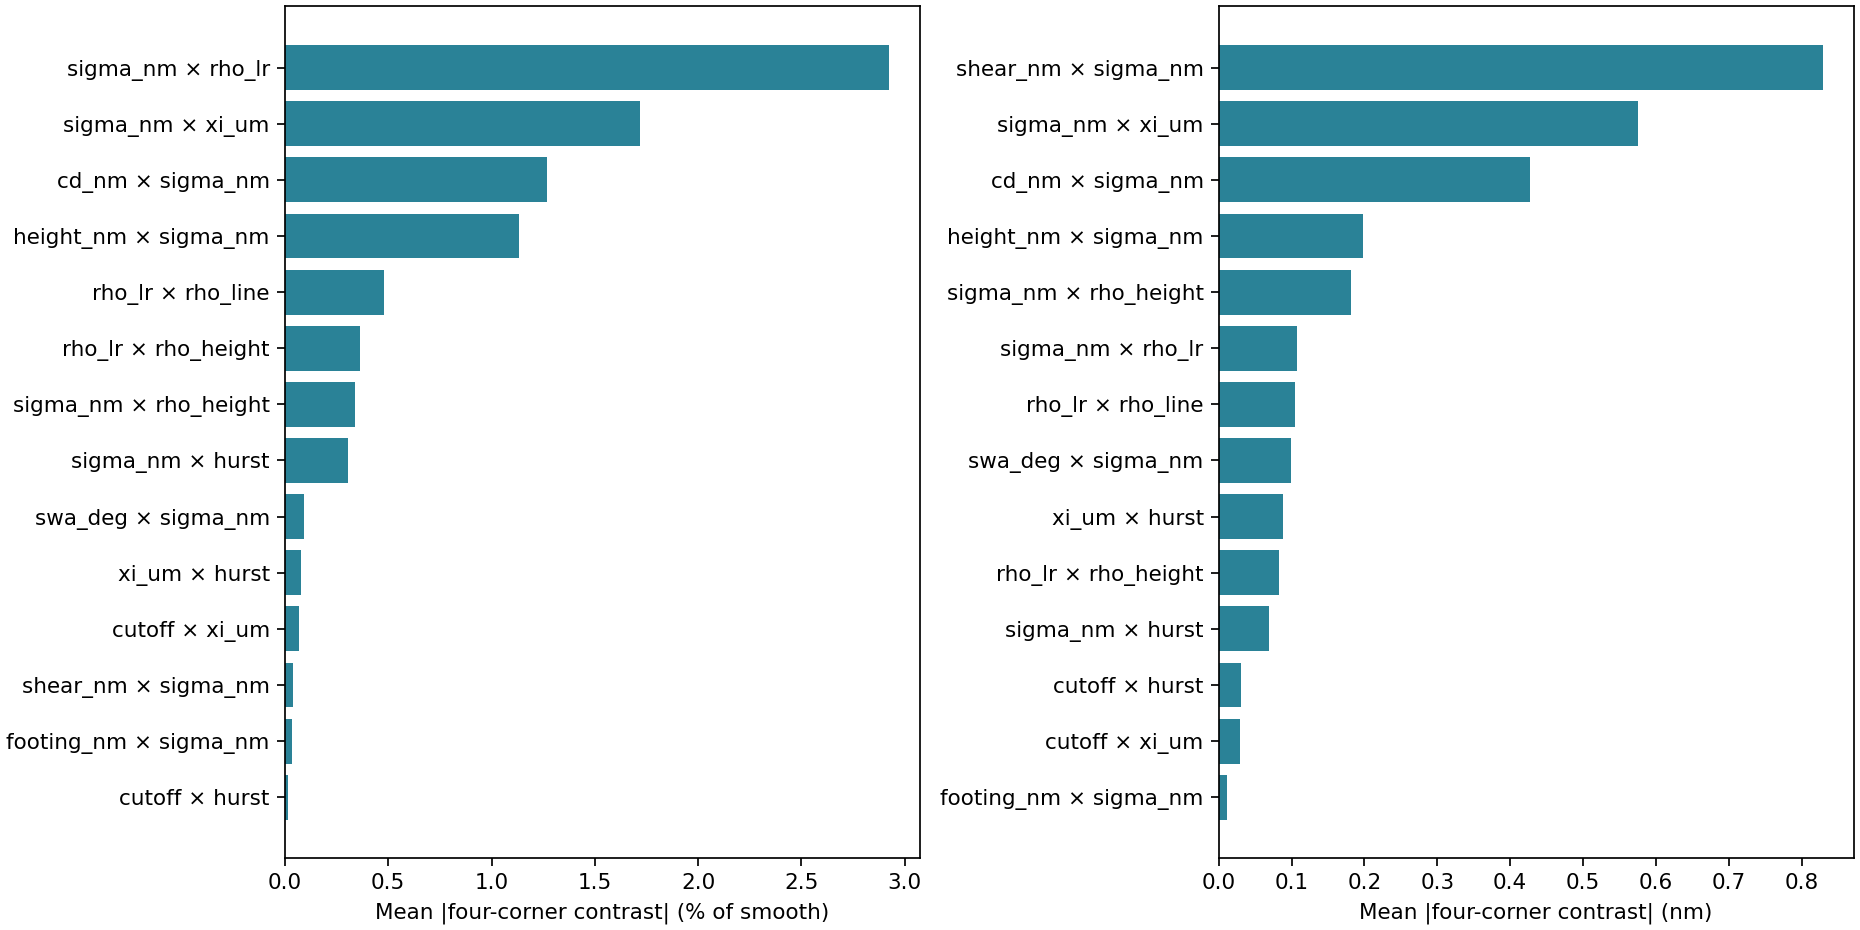 sigma_nm × rho_lr
sigma_nm × xi_um
cd_nm × sigma_nm
height_nm × sigma_nm
rho_lr × rho_line
rho_lr × rho_height
sigma_nm × rho_height
sigma_nm × hurst
swa_deg × sigma_nm
xi_um × hurst
cutoff × xi_um
shear_nm × sigma_nm
footing_nm × sigma_nm
cutoff × hurst
0.0 0.5 1.0 1.5 2.0 2.5 3.0
Mean |four-corner contrast| (% of smooth)
shear_nm × sigma_nm
sigma_nm × xi_um
cd_nm × sigma_nm
height_nm × sigma_nm
sigma_nm × rho_height
sigma_nm × rho_lr
rho_lr × rho_line
swa_deg × sigma_nm
xi_um × hurst
rho_lr × rho_height
sigma_nm × hurst
cutoff × hurst
cutoff × xi_um
footing_nm × sigma_nm
0.0 0.1 0.2 0.3 0.4 0.5 0.6 0.7 0.8
Mean |four-corner contrast| (nm)